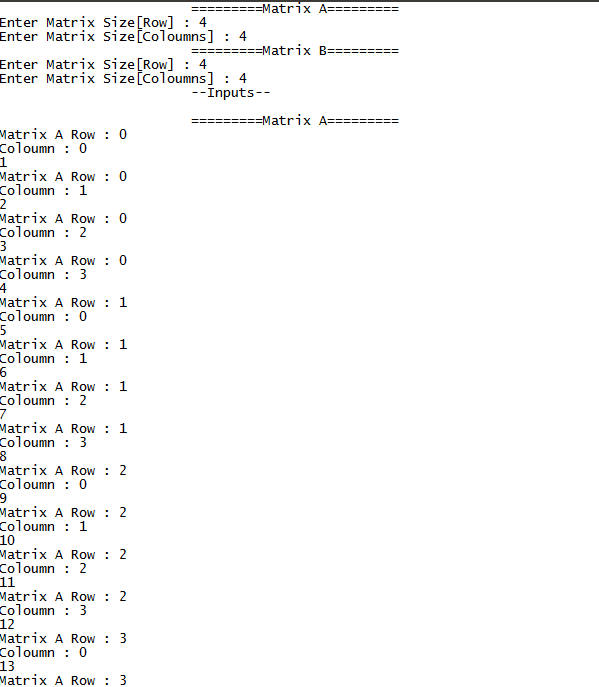 =========Matrix A=========
Enter Matrix Size[Row] : 4
Enter Matrix Size[Coloumns] : 4
=========Matrix B=========
Enter Matrix Size[Row] : 4
Enter Matrix Size[Coloumns] : 4
--Inputs--
=========Matrix A=========
Matrix A Row : 0
Coloumn : 0
1
Matrix A Row : 0
Coloumn : 1
2
Matrix A Row : 0
Coloumn : 2
3
Matrix A Row : 0
Coloumn : 3
4
Matrix A Row : 1
Coloumn : 0
5
Matrix A Row : 1
Coloumn : 1
6
Matrix A Row : 1
Coloumn : 2
7
Matrix A Row : 1
Coloumn : 3
8
Matrix A Row : 2
Coloumn : 0
9
Matrix A Row : 2
Coloumn : 1
10
Matrix A Row : 2
Coloumn : 2
11
Matrix A Row : 2
Coloumn : 3
12
Matrix A Row : 3
Coloumn : 0
13
Matrix A Row : 3